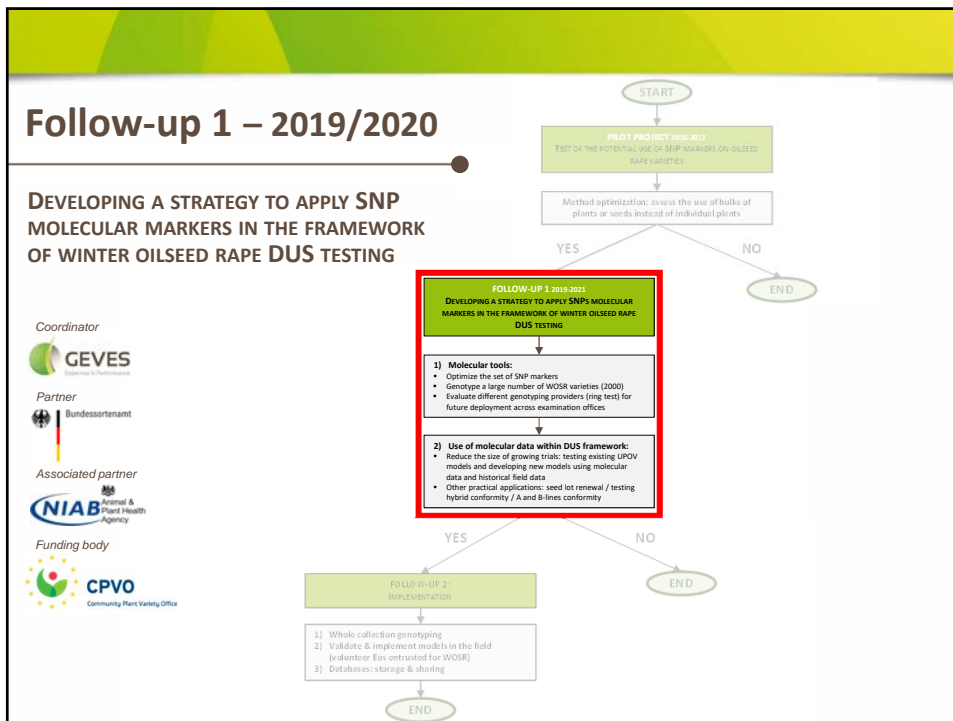 Follow-up 1 – 2019/2020
DEVELOPING A STRATEGY TO APPLY SNP
MOLECULAR MARKERS IN THE FRAMEWORK
OF WINTER OILSEED RAPE DUS TESTING
Coordinator
GEVES
Expertise & Performance
Partner
Bundessortenamt
Associated partner
NIAB
Animal &
Plant Health
Agency
Funding body
CPVO
Community Plant Variety Office
START
PILOT PROJECT 2016-2017
TEST OF THE POTENTIAL USE OF SNP MARKERS ON OILSEED
RAPE VARIETIES
Method optimization: assess the use of bulks of
plants or seeds instead of individual plants
YES
NO
END
FOLLOW-UP 1 2019-2021
DEVELOPING A STRATEGY TO APPLY SNPS MOLECULAR
MARKERS IN THE FRAMEWORK OF WINTER OILSEED RAPE
DUS TESTING
1) Molecular tools:
• Optimize the set of SNP markers
• Genotype a large number of WOSR varieties (2000)
• Evaluate different genotyping providers (ring test) for
future deployment across examination offices
2) Use of molecular data within DUS framework:
• Reduce the size of growing trials: testing existing UPOV
models and developing new models using molecular
data and historical field data
• Other practical applications: seed lot renewal / testing
hybrid conformity / A and B-lines conformity
YES
NO
END
FOLLOW-UP 2:
IMPLEMENTATION
1) Whole collection genotyping
2) Validate & implement models in the field
(volunteer Eos entrusted for WOSR)
3) Databases: storage & sharing
END